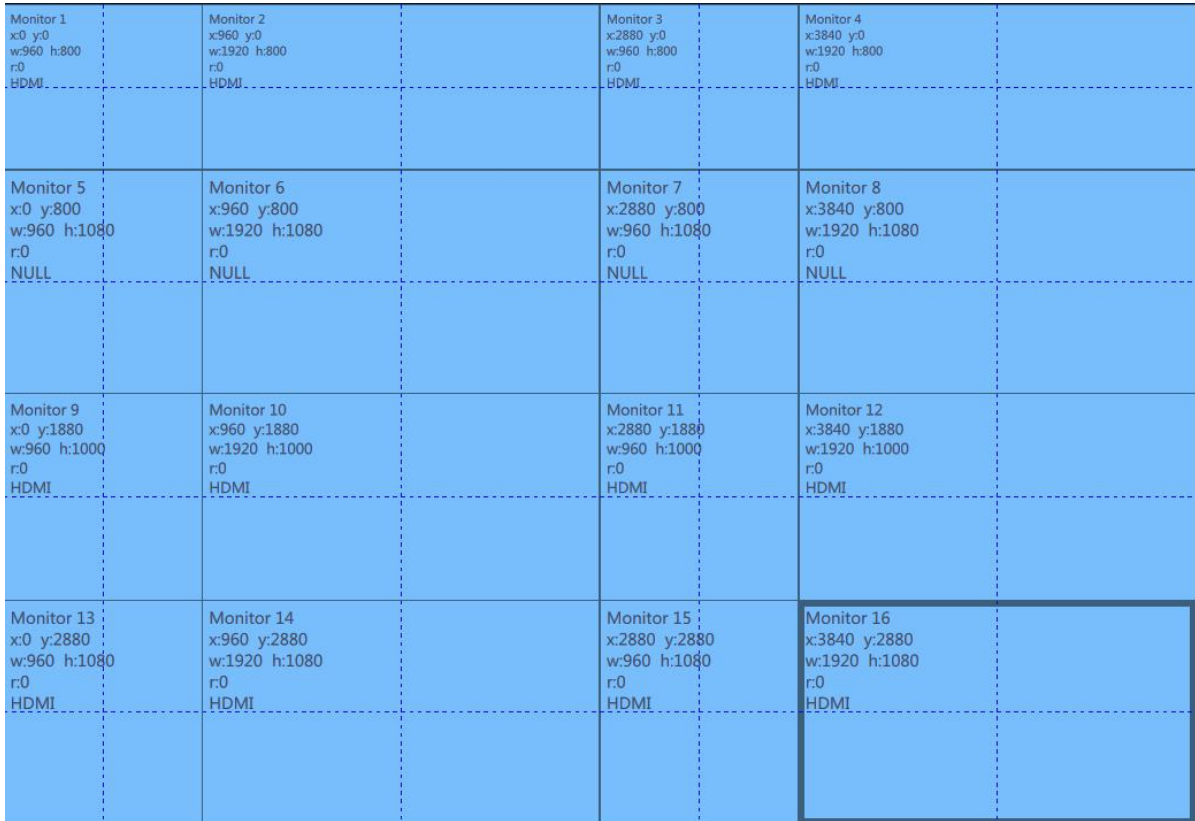 Monitor 1
x:0 y:0
w:960 h:800
r:0
HDMI
Monitor 2
x:960 y:0
w:1920 h:800
r:0
HDMI
Monitor 3
x:2880 y:0
w:960 h:800
r:0
HDMI
Monitor 4
x:3840 y:0
w:1920 h:800
r:0
HDMI
Monitor 5
x:0 y:800
w:960 h:1080
r:0
NULL
Monitor 6
x:960 y:800
w:1920 h:1080
r:0
NULL
Monitor 7
x:2880 y:800
w:960 h:1080
r:0
NULL
Monitor 8
x:3840 y:800
w:1920 h:1080
r:0
NULL
Monitor 9
x:0 y:1880
w:960 h:1000
r:0
HDMI
Monitor 10
x:960 y:1880
w:1920 h:1000
r:0
HDMI
Monitor 11
x:2880 y:1880
w:960 h:1000
r:0
HDMI
Monitor 12
x:3840 y:1880
w:1920 h:1000
r:0
HDMI
Monitor 13
x:0 y:2880
w:960 h:1080
r:0
HDMI
Monitor 14
x:960 y:2880
w:1920 h:1080
r:0
HDMI
Monitor 15
x:2880 y:2880
w:960 h:1080
r:0
HDMI
Monitor 16
x:3840 y:2880
w:1920 h:1080
r:0
HDMI